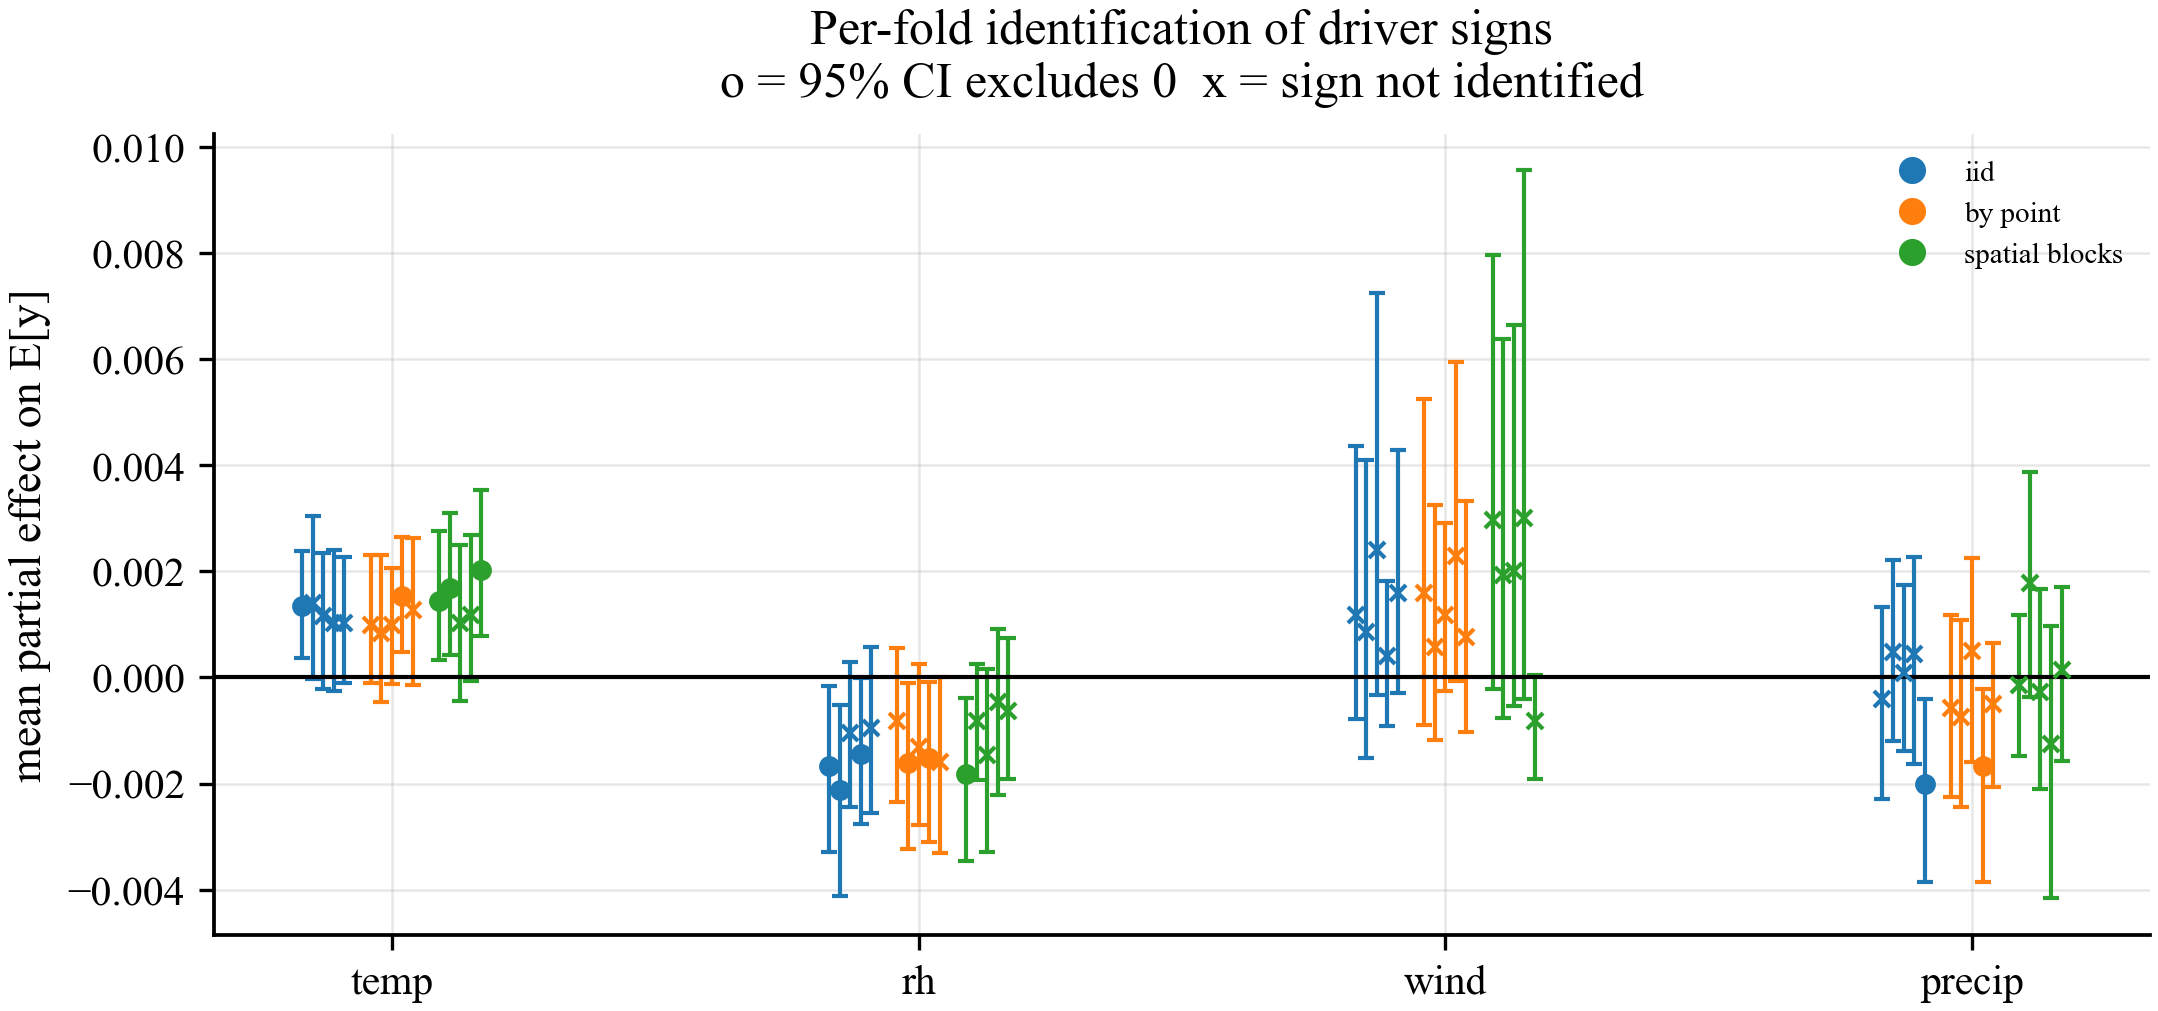 Per-fold identification of driver signs
o = 95% CI excludes 0  x = sign not identified
mean partial effect on E[y]
0.010
0.008
0.006
0.004
0.002
0.000
−0.002
−0.004
iid
by point
spatial blocks
temp
rh
wind
precip